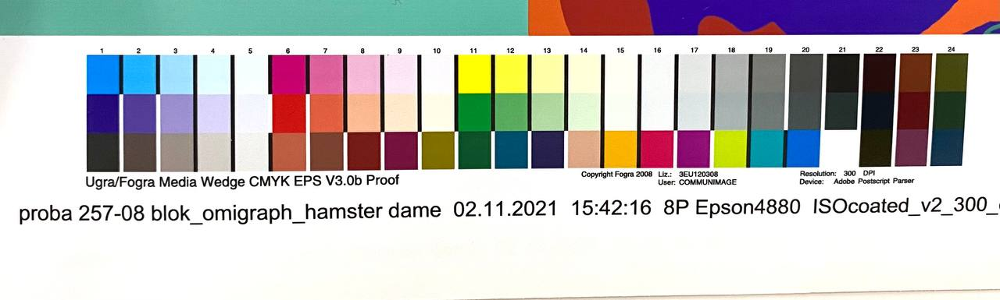 1 2 3 4 5 6 7 8 9 10 11 12 13 14 15 16 17 18 19 20 21 22 23 24
Ugra/Fogra Media Wedge CMYK EPS V3.0b Proof
Copyright Fogra 2008 Liz.: 3EU120308
User: COMMUNIMAGE
Resolution: 300 DPI
Device: Adobe Postscript Parser
proba 257-08 blok_omigraph_hamster dame 02.11.2021 15:42:16 8P Epson4880 ISOcoated_v2_300_